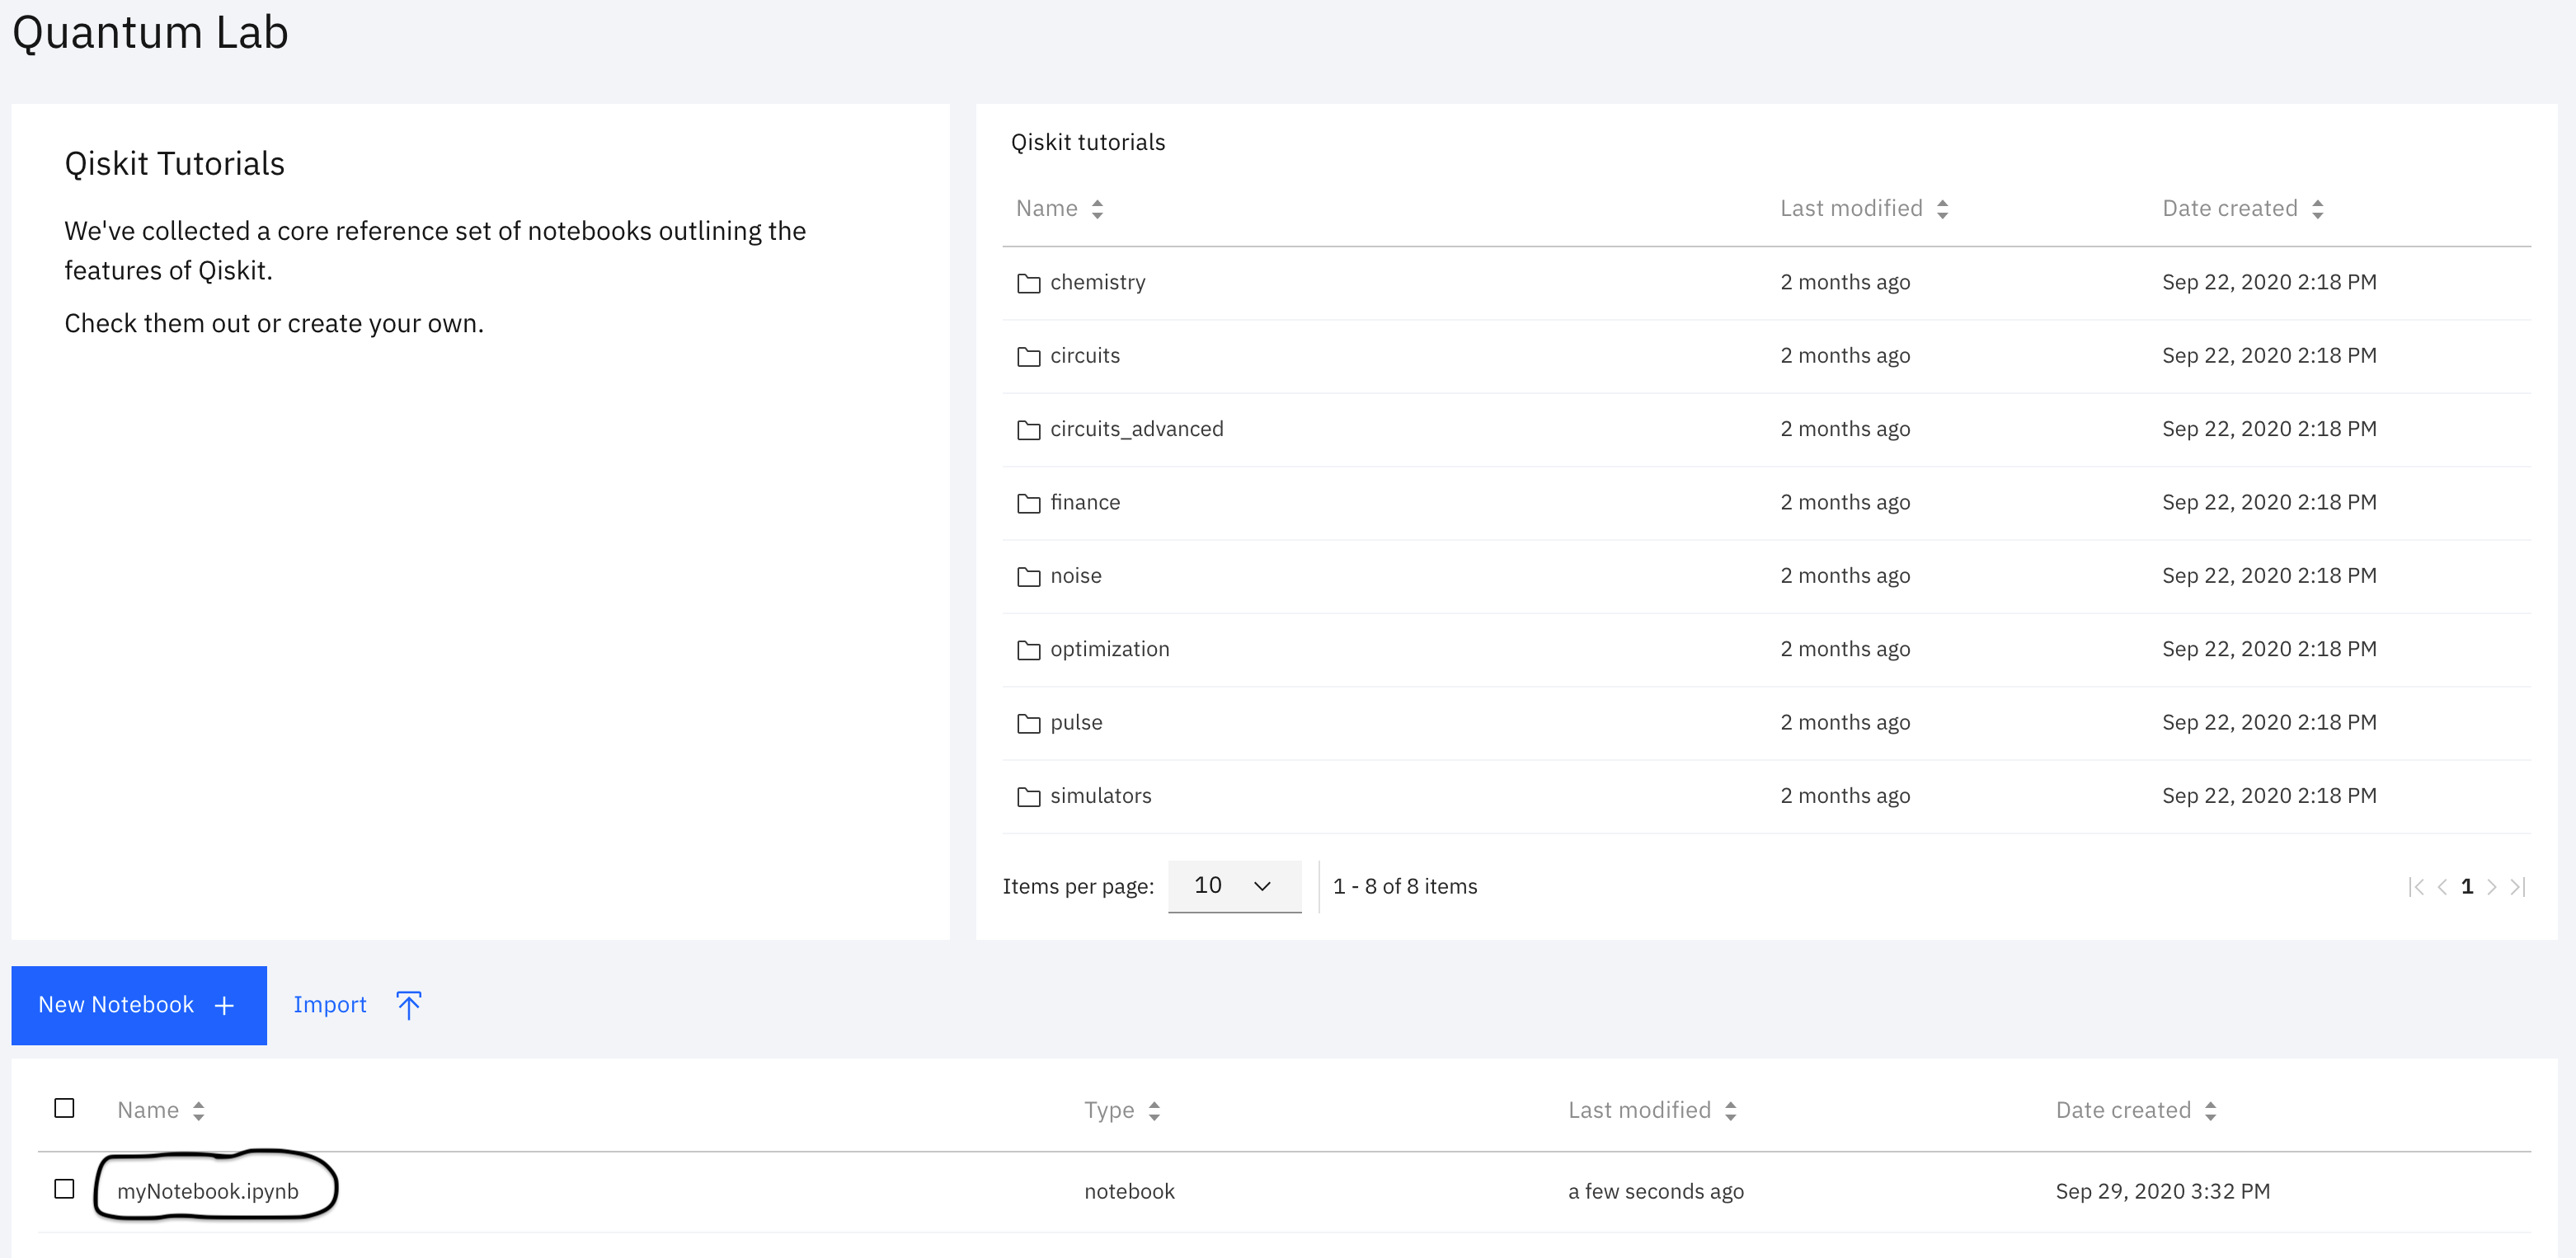 Quantum Lab
Qiskit Tutorials
We've collected a core reference set of notebooks outlining the
features of Qiskit.
Check them out or create your own.
Qiskit tutorials
Name Last modified Date created
chemistry 2 months ago Sep 22, 2020 2:18 PM
circuits 2 months ago Sep 22, 2020 2:18 PM
circuits_advanced 2 months ago Sep 22, 2020 2:18 PM
finance 2 months ago Sep 22, 2020 2:18 PM
noise 2 months ago Sep 22, 2020 2:18 PM
optimization 2 months ago Sep 22, 2020 2:18 PM
pulse 2 months ago Sep 22, 2020 2:18 PM
simulators 2 months ago Sep 22, 2020 2:18 PM
Items per page: 10 1 - 8 of 8 items 1
New Notebook + Import
Name Type Last modified Date created
myNotebook.ipynb notebook a few seconds ago Sep 29, 2020 3:32 PM